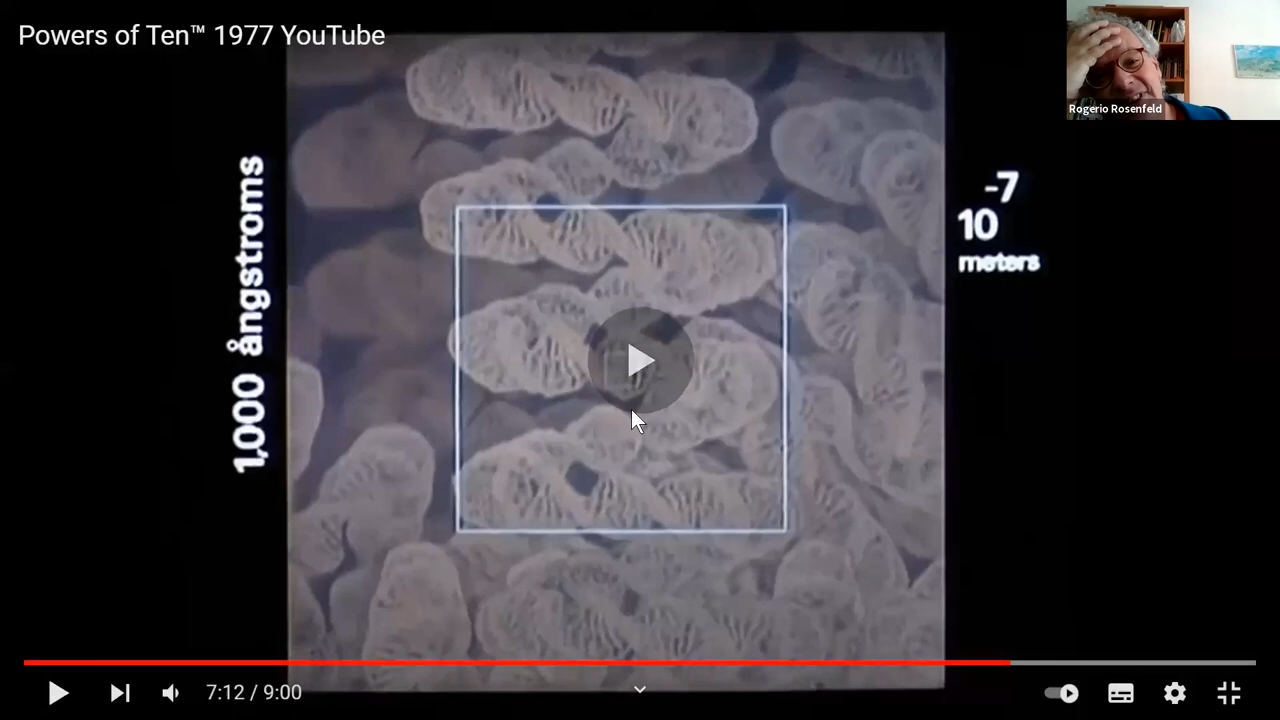 Powers of Ten™ 1977 YouTube
Rogerio Rosenfeld
1,000 ångstroms
10
-7
meters
7:12 / 9:00